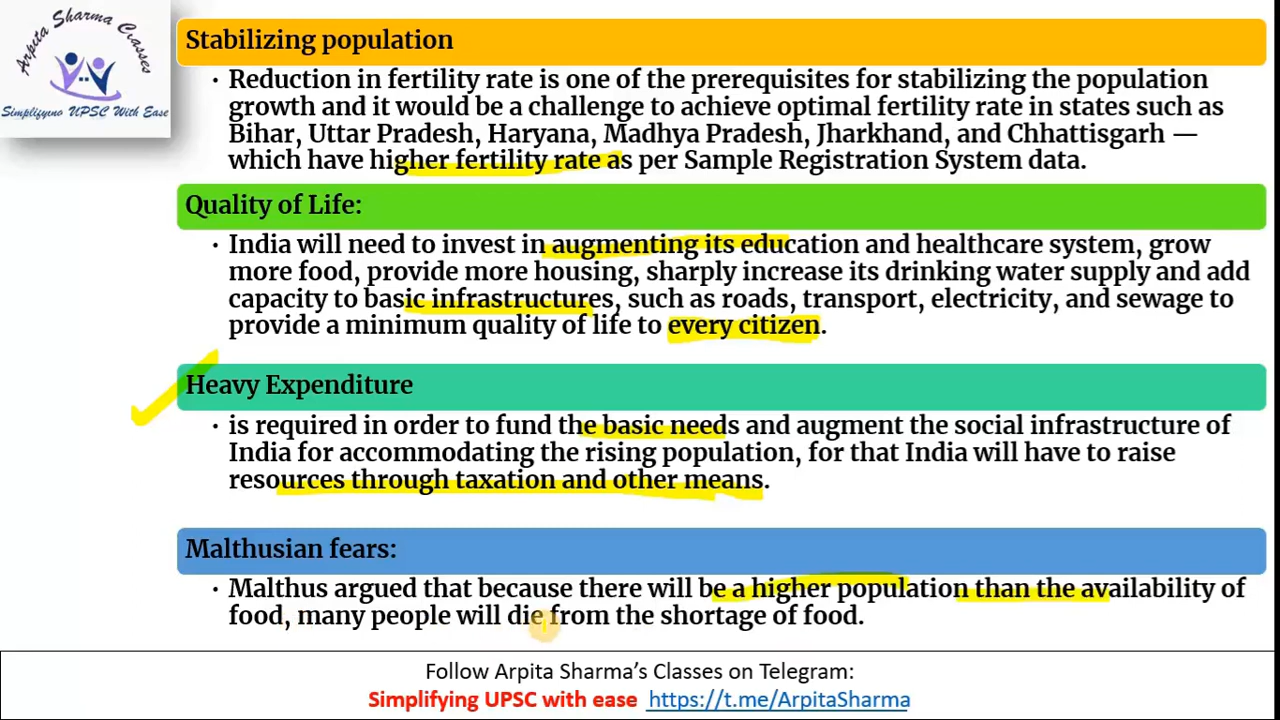 Arpita Sharma Classes
Simplifyino UPSC With Ease
Stabilizing population
• Reduction in fertility rate is one of the prerequisites for stabilizing the population
growth and it would be a challenge to achieve optimal fertility rate in states such as
Bihar, Uttar Pradesh, Haryana, Madhya Pradesh, Jharkhand, and Chhattisgarh —
which have higher fertility rate as per Sample Registration System data.
Quality of Life:
• India will need to invest in augmenting its education and healthcare system, grow
more food, provide more housing, sharply increase its drinking water supply and add
capacity to basic infrastructures, such as roads, transport, electricity, and sewage to
provide a minimum quality of life to every citizen.
Heavy Expenditure
• is required in order to fund the basic needs and augment the social infrastructure of
India for accommodating the rising population, for that India will have to raise
resources through taxation and other means.
Malthusian fears:
• Malthus argued that because there will be a higher population than the availability of
food, many people will die from the shortage of food.
Follow Arpita Sharma's Classes on Telegram:
Simplifying UPSC with ease https://t.me/ArpitaSharma